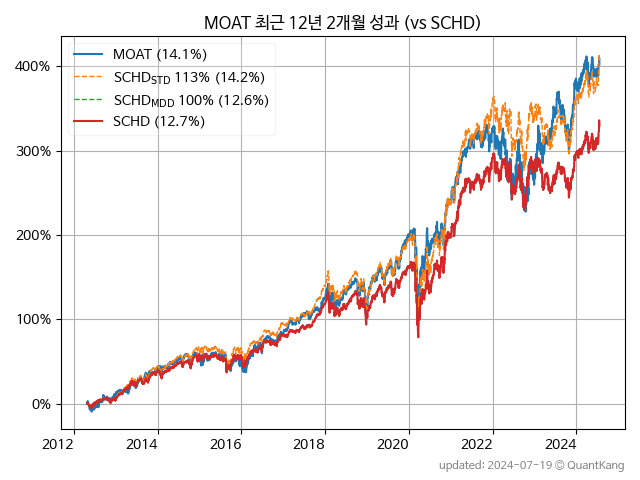 MOAT 최근 12년 2개월 성과 (vs SCHD)
MOAT (14.1%)
SCHD_STD 113% (14.2%)
SCHD_MDD 100% (12.6%)
SCHD (12.7%)
400%
300%
200%
100%
0%
2012 2014 2016 2018 2020 2022 2024
updated: 2024-07-19 © QuantKang